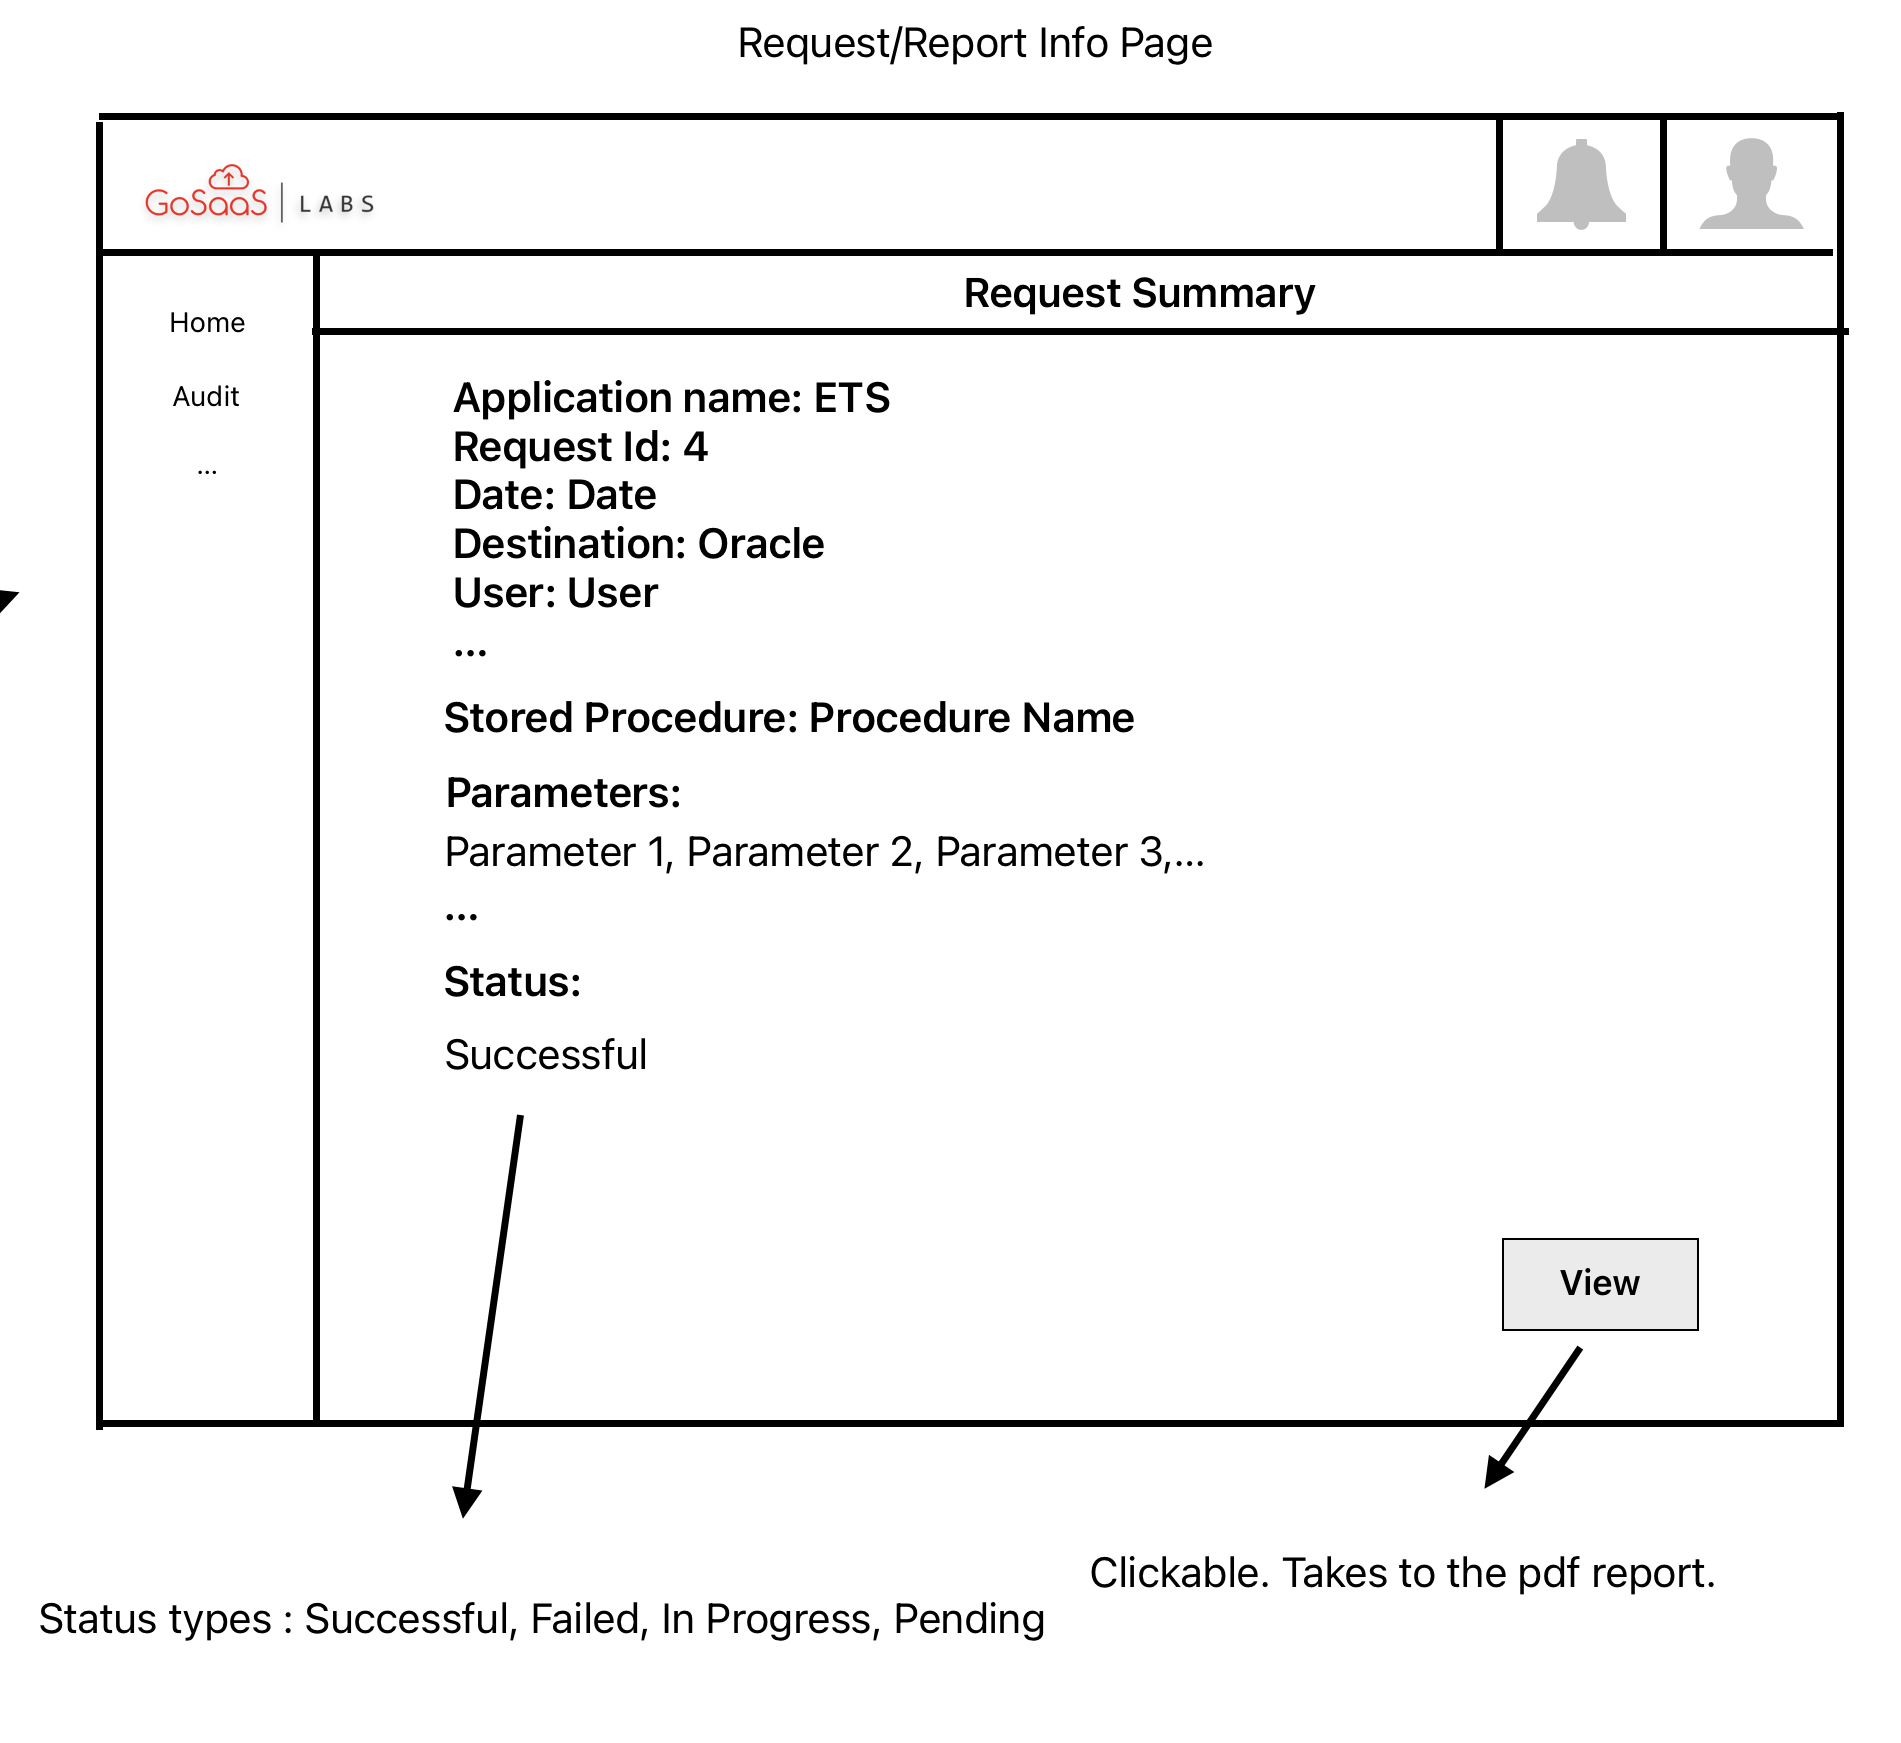 Request/Report Info Page
GoSaaS | LABS
Request Summary
Home
Audit
...
Application name: ETS
Request Id: 4
Date: Date
Destination: Oracle
User: User
...
Stored Procedure: Procedure Name
Parameters:
Parameter 1, Parameter 2, Parameter 3,...
...
Status:
Successful
View
Clickable. Takes to the pdf report.
Status types : Successful, Failed, In Progress, Pending